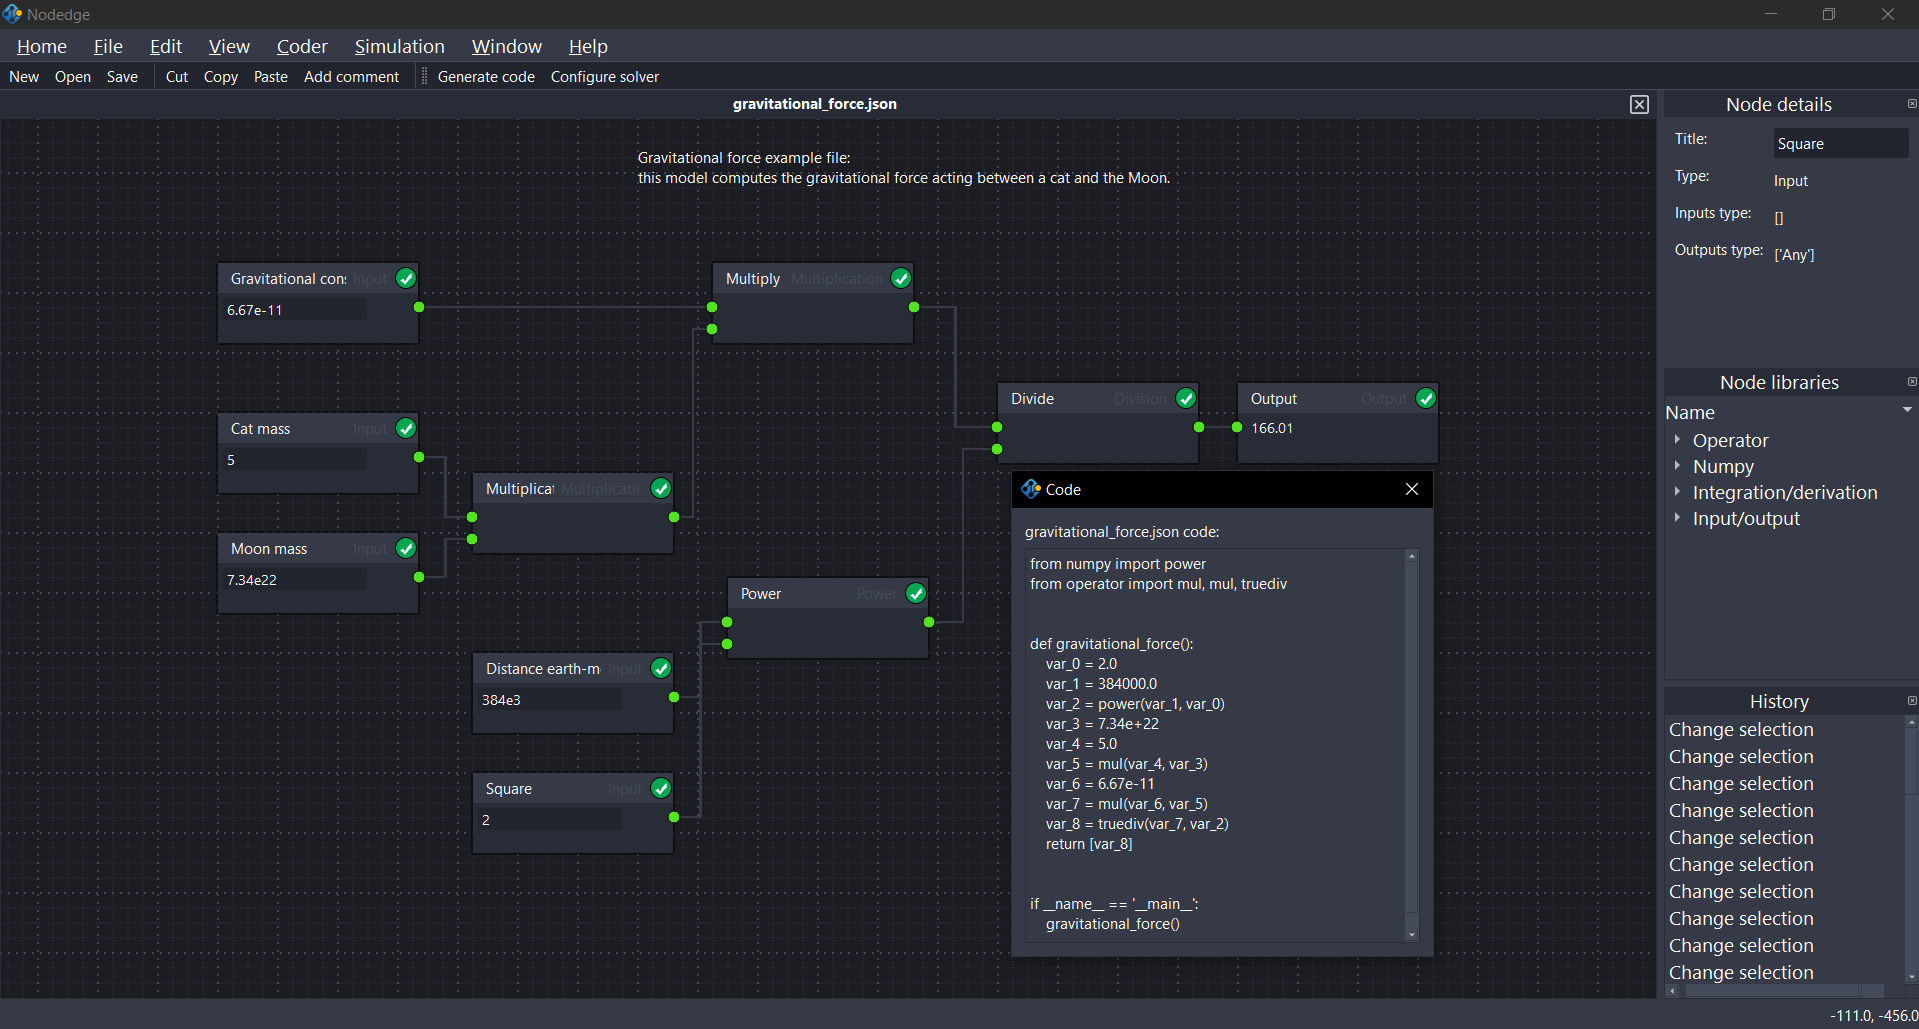 Nodedge
Home File Edit View Coder Simulation Window Help
New Open Save Cut Copy Paste Add comment Generate code Configure solver
gravitational_force.json
Gravitational force example file:
this model computes the gravitational force acting between a cat and the Moon.
Gravitational cons Input
6.67e-11
Multiply Multiplication
Cat mass Input
5
Moon mass Input
7.34e22
Multiplicat Multiplicatic
Divide Division
Output Output
166.01
Power Power
Distance earth-m Input
384e3
Square Input
2
Code
gravitational_force.json code:
from numpy import power
from operator import mul, mul, truediv
def gravitational_force():
var_0 = 2.0
var_1 = 384000.0
var_2 = power(var_1, var_0)
var_3 = 7.34e+22
var_4 = 5.0
var_5 = mul(var_4, var_3)
var_6 = 6.67e-11
var_7 = mul(var_6, var_5)
var_8 = truediv(var_7, var_2)
return [var_8]
if __name__ == '__main__':
gravitational_force()
Node details
Title: Square
Type: Input
Inputs type: []
Outputs type: ['Any']
Node libraries
Name
Operator
Numpy
Integration/derivation
Input/output
History
Change selection
Change selection
Change selection
Change selection
Change selection
Change selection
Change selection
Change selection
Change selection
Change selection
-111.0, -456.0